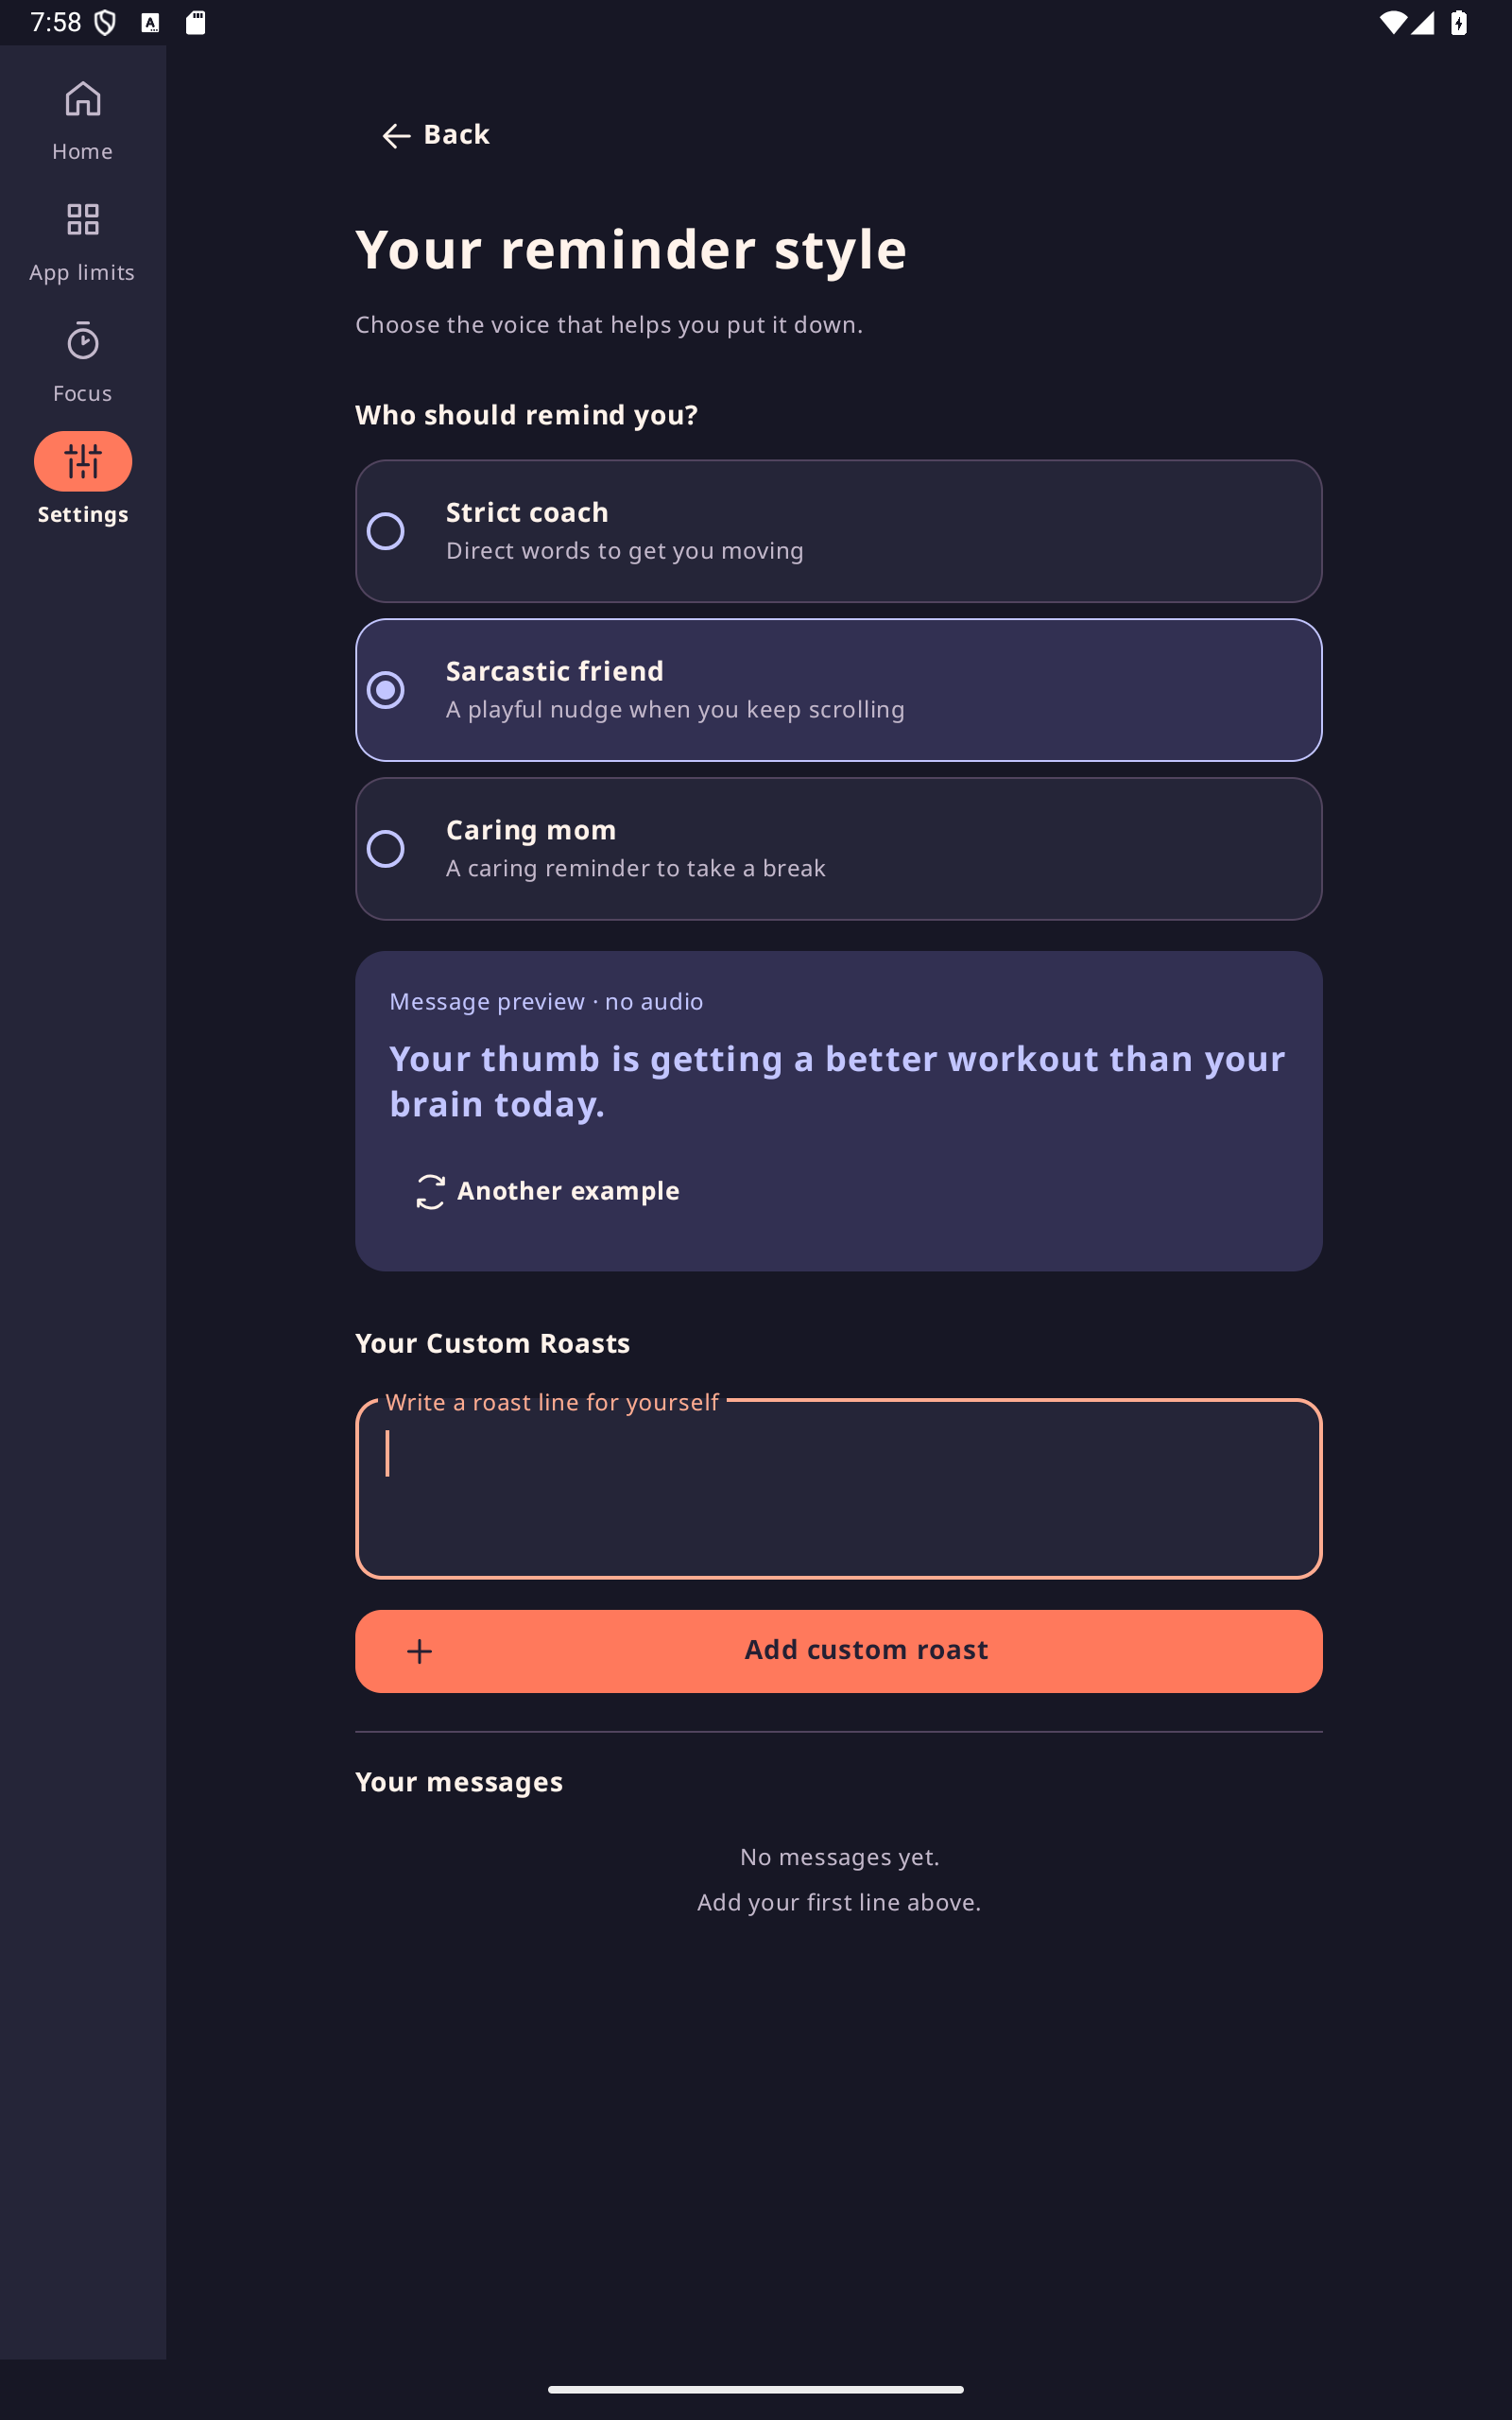 7:58
Home
App limits
Focus
Settings
Back
Your reminder style
Choose the voice that helps you put it down.
Who should remind you?
Strict coach
Direct words to get you moving
Sarcastic friend
A playful nudge when you keep scrolling
Caring mom
A caring reminder to take a break
Message preview · no audio
Your thumb is getting a better workout than your
brain today.
Another example
Your Custom Roasts
Write a roast line for yourself
Add custom roast
Your messages
No messages yet.
Add your first line above.